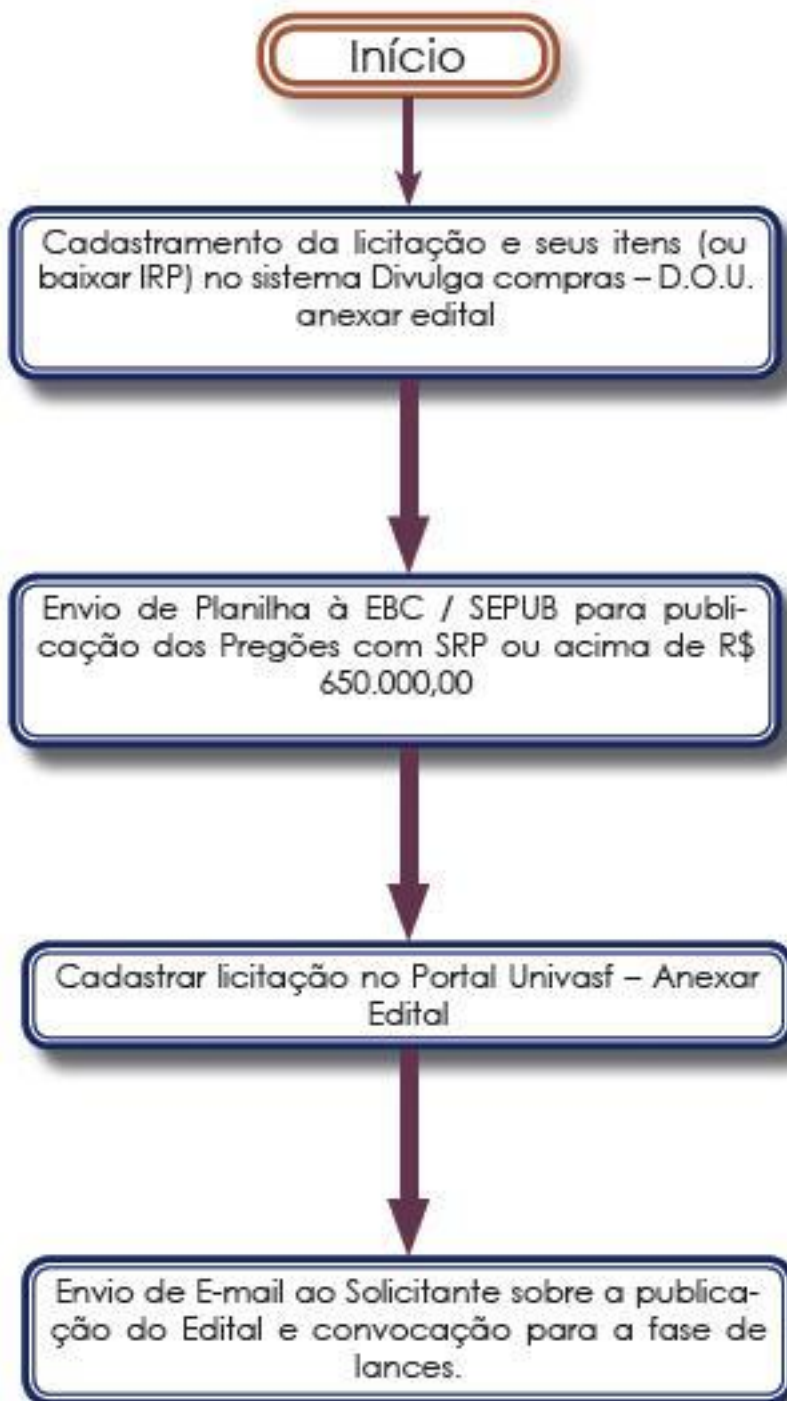 Início
Cadastramento da licitação e seus itens (ou
baixar IRP) no sistema Divulga compras – D.O.U.
anexar edital
Envio de Planilha à EBC / SEPUB para publi-
cação dos Pregões com SRP ou acima de R$
650.000,00
Cadastrar licitação no Portal Univasf – Anexar
Edital
Envio de E-mail ao Solicitante sobre a publica-
ção do Edital e convocação para a fase de
lances.